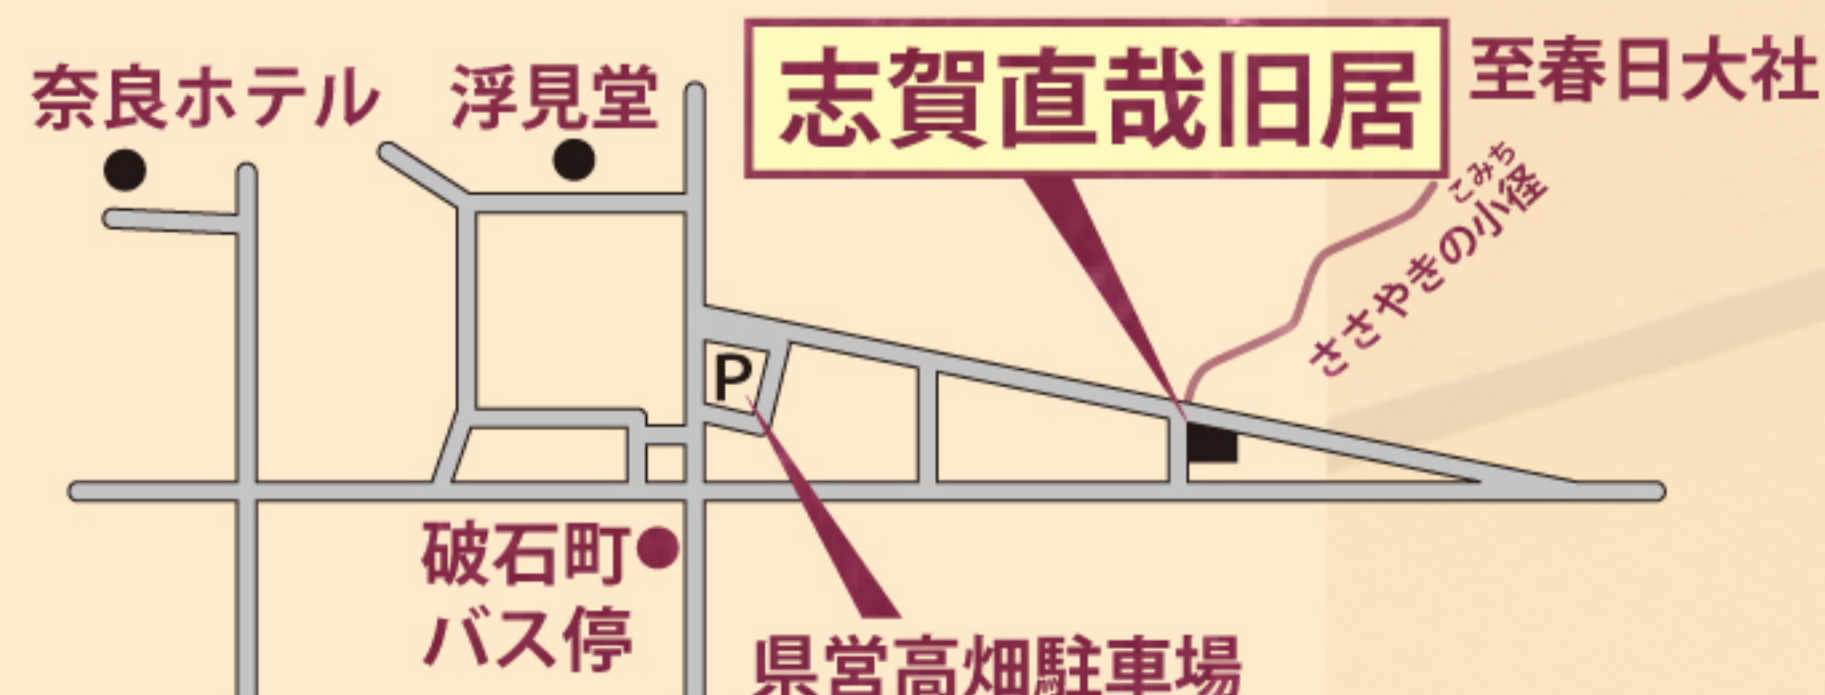 奈良ホテル
浮見堂
志賀直哉旧居
至春日大社
こみち
ささやきの小径
P
破石町
バス停
県営高畑駐車場